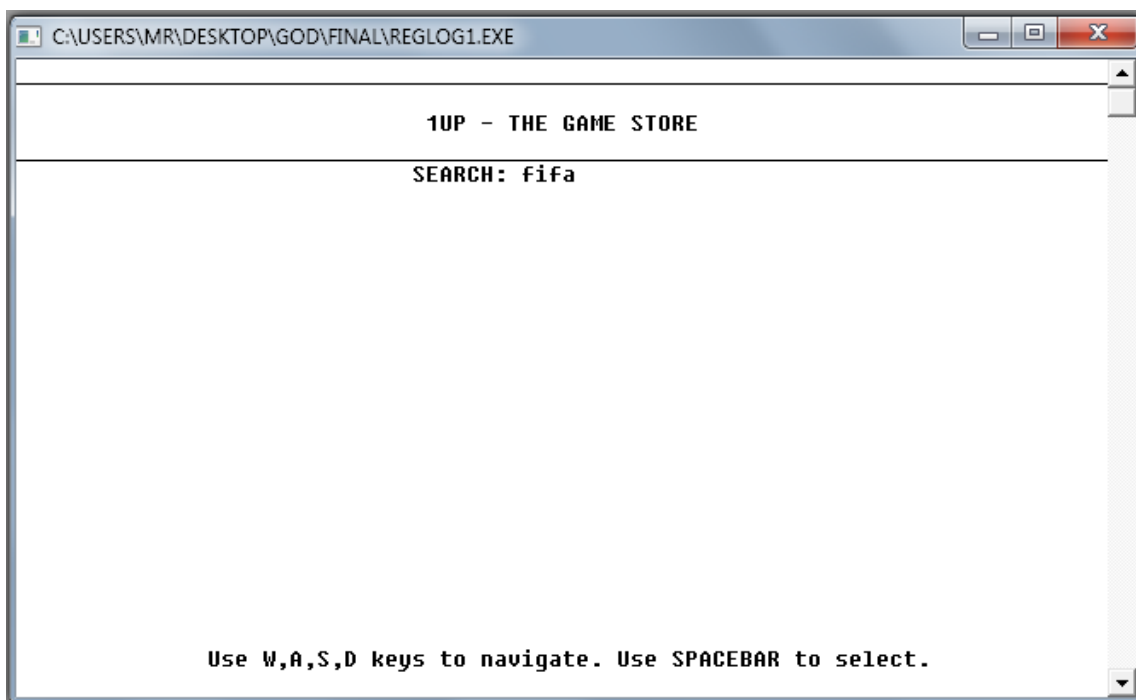 C:\USERS\MR\DESKTOP\GOD\FINAL\REGLOG1.EXE
1UP - THE GAME STORE
SEARCH: fifa
Use W,A,S,D keys to navigate. Use SPACEBAR to select.